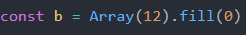 const b = Array(12).fill(0)